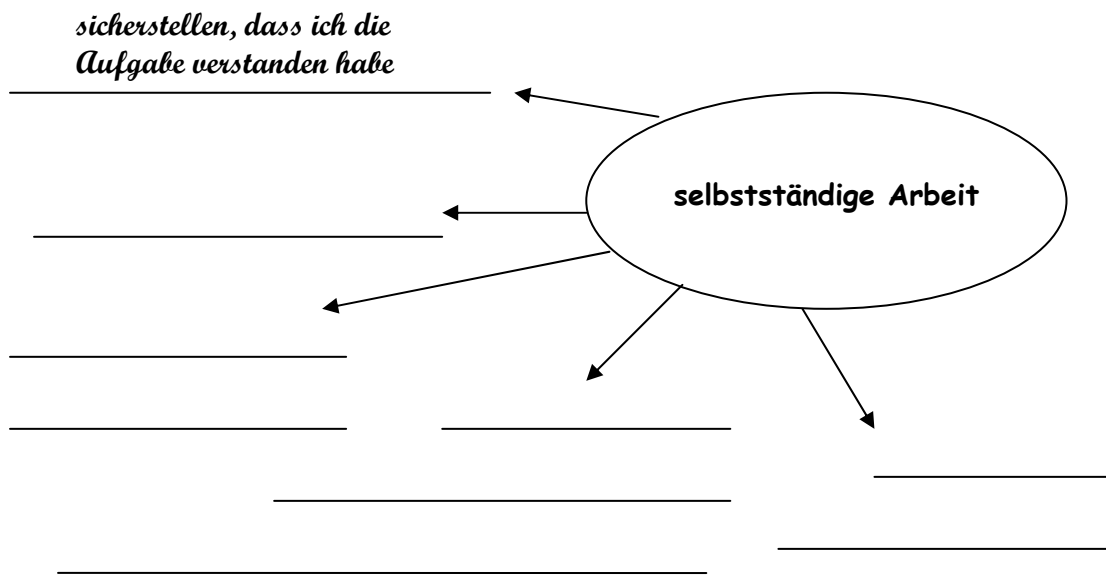 sicherstellen, dass ich die
Aufgabe verstanden habe
selbstständige Arbeit